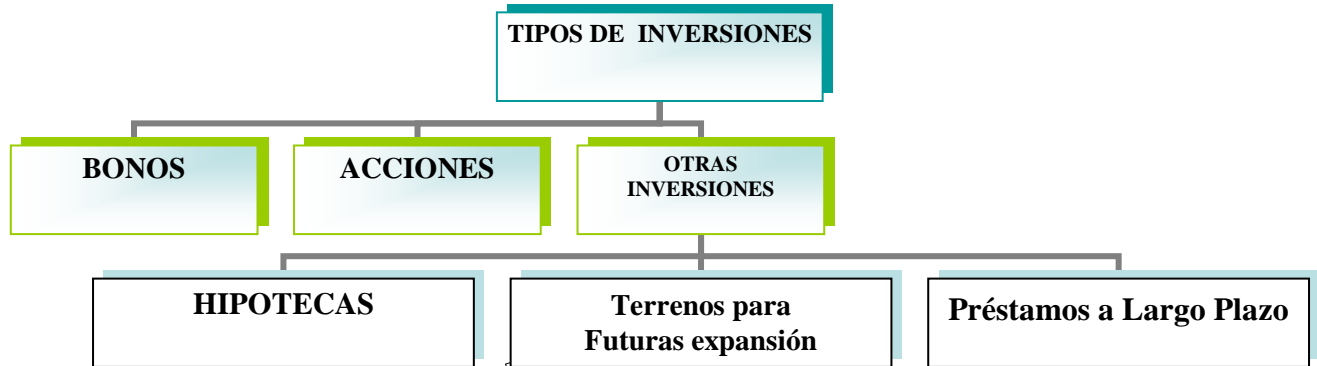 TIPOS DE INVERSIONES
BONOS
ACCIONES
OTRAS
INVERSIONES
HIPOTECAS
Terrenos para
Futuras expansión
Préstamos a Largo Plazo